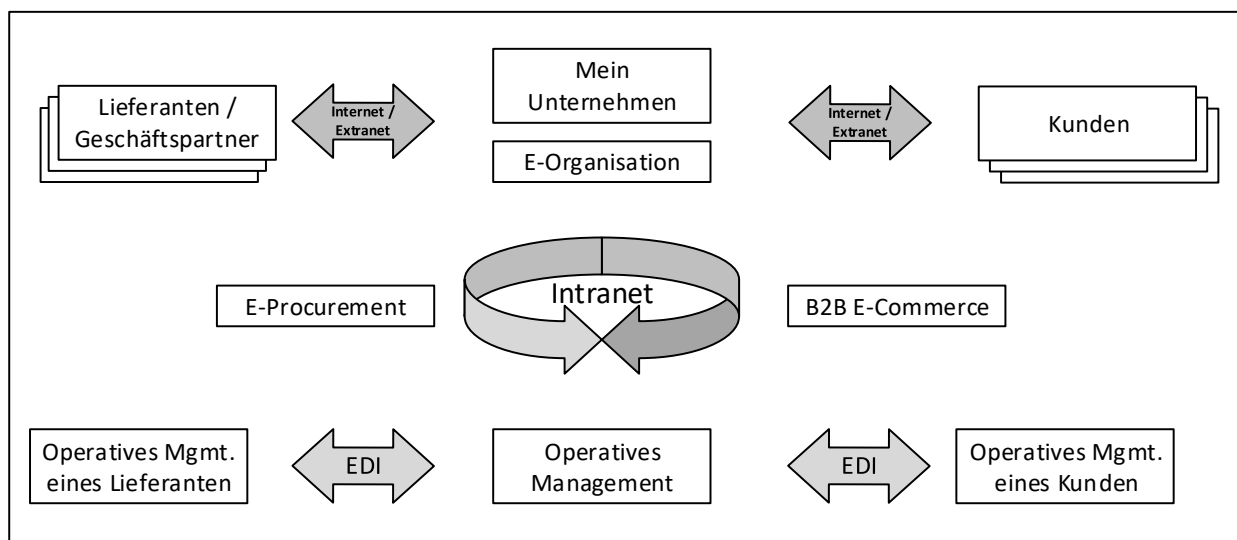 Lieferanten /
Geschäftspartner
Internet /
Extranet
Mein
Unternehmen
E-Organisation
Internet /
Extranet
Kunden
E-Procurement
Intranet
B2B E-Commerce
Operatives Mgmt.
eines Lieferanten
EDI
Operatives
Management
EDI
Operatives Mgmt.
eines Kunden